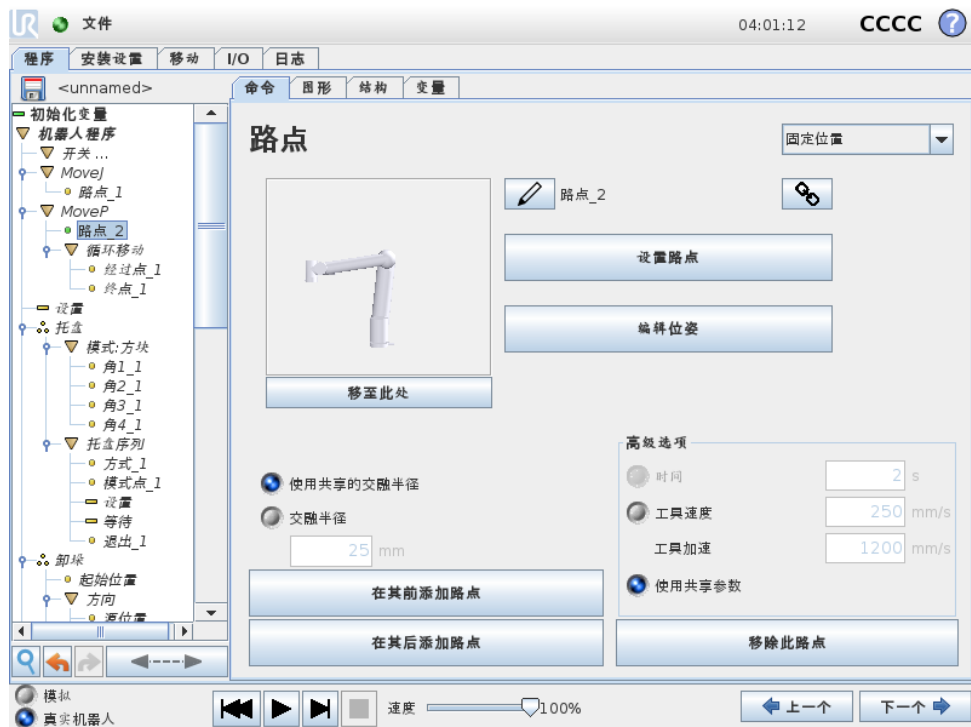 UR 文件 04:01:12 CCCC ?
程序 安装设置 移动 I/O 日志
<unnamed> 命令 图形 结构 变量
初始化变量
机器人程序
开关 ...
MoveJ
路点_1
MoveP
路点_2
循环移动
经过点_1
终点_1
设置
托盘
模式:方块
角1_1
角2_1
角3_1
角4_1
托盘序列
方式_1
模式点_1
设置
等待
退出_1
卸垛
起始位置
方向
源位置
路点 固定位置
路点_2
设置路点
编辑位姿
移至此处
使用共享的交融半径
交融半径
25 mm
高级选项
时间 2 s
工具速度 250 mm/s
工具加速 1200 mm/s
使用共享参数
在其前添加路点
在其后添加路点 移除此路点
模拟
真实机器人
速度 100%
上一个 下一个